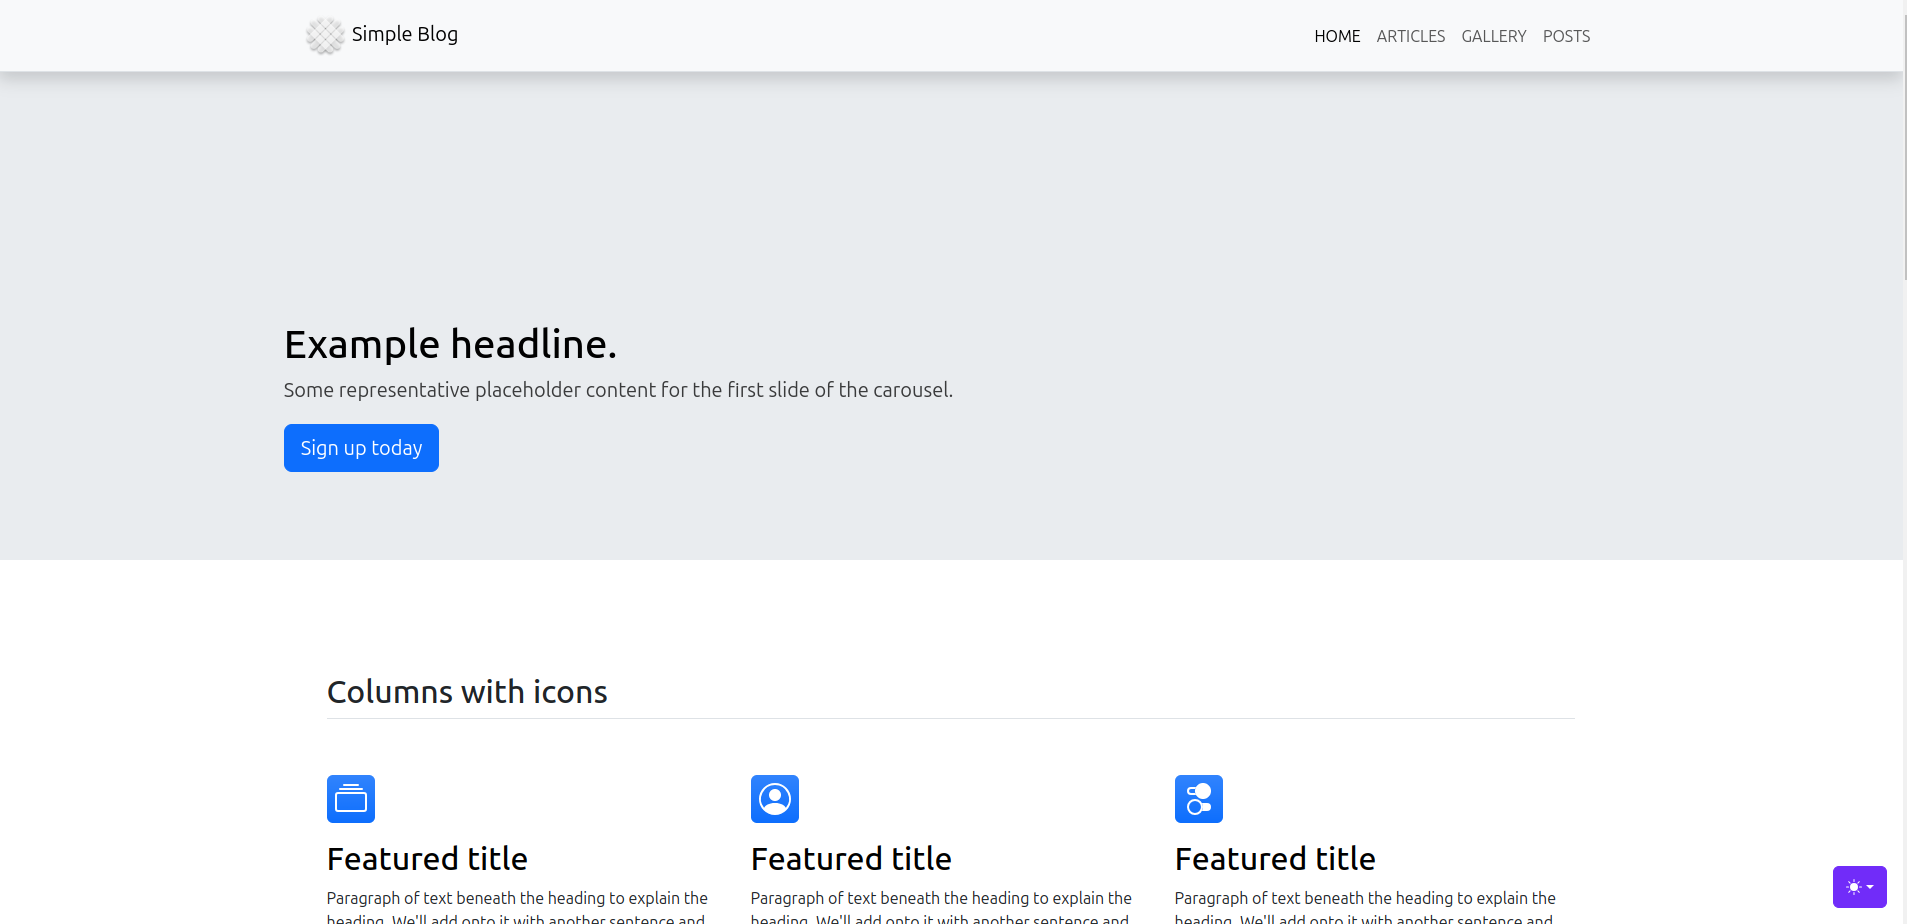 Simple Blog
HOME ARTICLES GALLERY POSTS
Example headline.
Some representative placeholder content for the first slide of the carousel.
Sign up today
Columns with icons
Featured title
Paragraph of text beneath the heading to explain the
heading. We'll add onto it with another sentence and
Featured title
Paragraph of text beneath the heading to explain the
heading. We'll add onto it with another sentence and
Featured title
Paragraph of text beneath the heading to explain the
heading. We'll add onto it with another sentence and